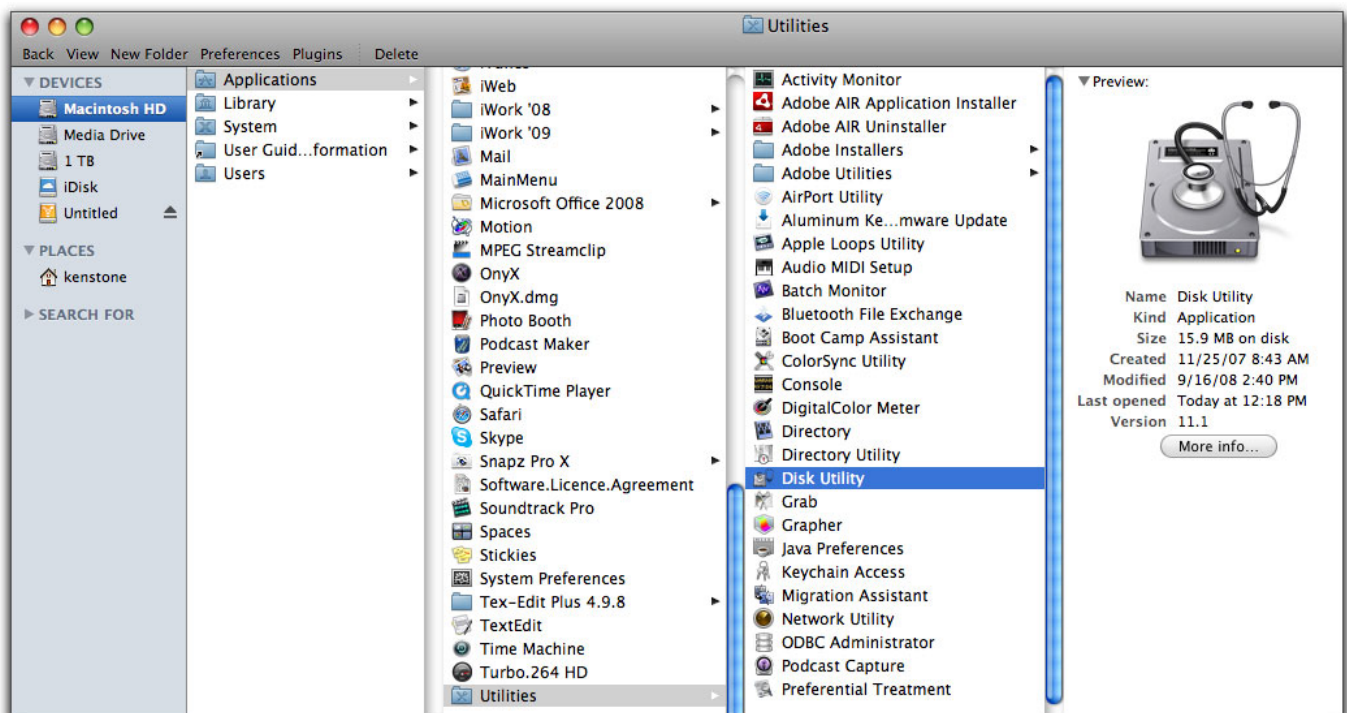 Utilities
Back View New Folder Preferences Plugins Delete
DEVICES
Macintosh HD
Media Drive
1 TB
iDisk
Untitled
PLACES
kenstone
SEARCH FOR
Applications
Library
System
User Guid...formation
Users
iWeb
iWork '08
iWork '09
Mail
MainMenu
Microsoft Office 2008
Motion
MPEG Streamclip
OnyX
OnyX.dmg
Photo Booth
Podcast Maker
Preview
QuickTime Player
Safari
Skype
Snapz Pro X
Software.Licence.Agreement
Soundtrack Pro
Spaces
Stickies
System Preferences
Tex-Edit Plus 4.9.8
TextEdit
Time Machine
Turbo.264 HD
Utilities
Activity Monitor
Adobe AIR Application Installer
Adobe AIR Uninstaller
Adobe Installers
Adobe Utilities
AirPort Utility
Aluminum Ke...mware Update
Apple Loops Utility
Audio MIDI Setup
Batch Monitor
Bluetooth File Exchange
Boot Camp Assistant
ColorSync Utility
Console
DigitalColor Meter
Directory
Directory Utility
Disk Utility
Grab
Grapher
Java Preferences
Keychain Access
Migration Assistant
Network Utility
ODBC Administrator
Podcast Capture
Preferential Treatment
Preview:
Name Disk Utility
Kind Application
Size 15.9 MB on disk
Created 11/25/07 8:43 AM
Modified 9/16/08 2:40 PM
Last opened Today at 12:18 PM
Version 11.1
More info...